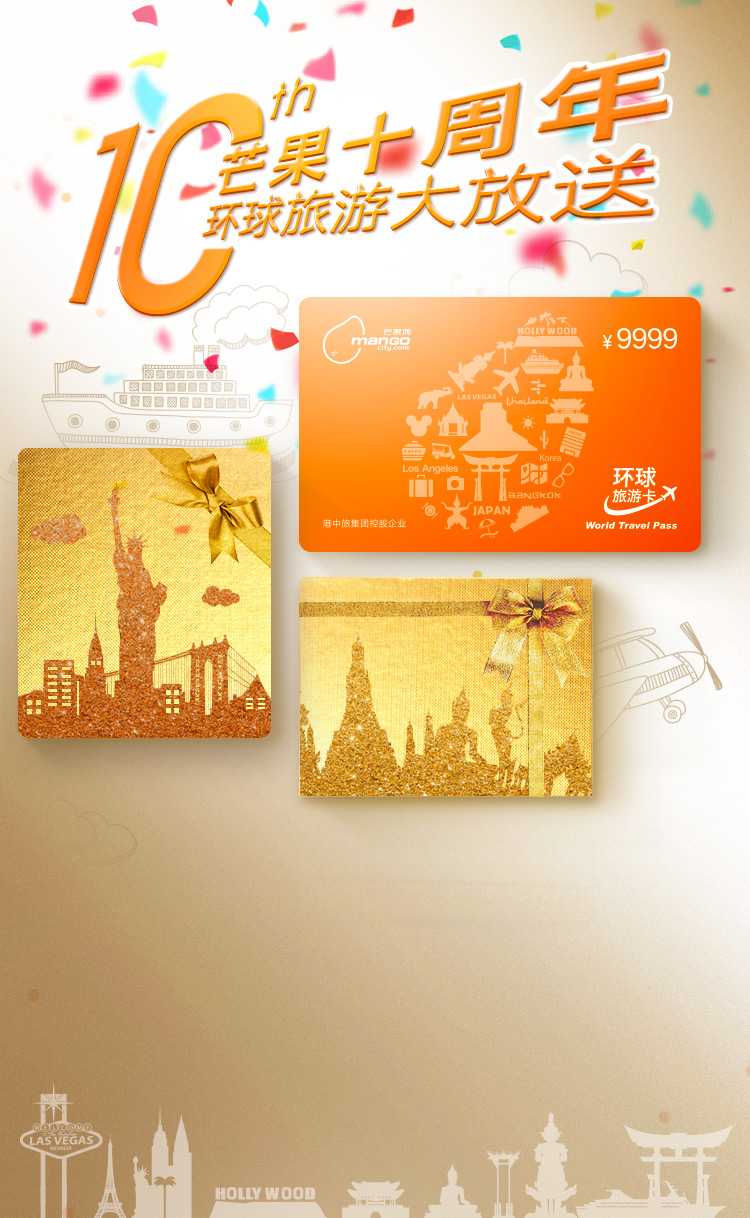 10th
芒果十周年
环球旅游大放送
芒果网
mango
city.com
¥9999
HOLLY WOOD
LAS VEGAS
thailand
Korea
Los Angeles
BANGKOK
JAPAN
环球
旅游卡
World Travel Pass
港中旅集团控股企业
WELCOME
LAS VEGAS
NEVADA
HOLLY WOOD